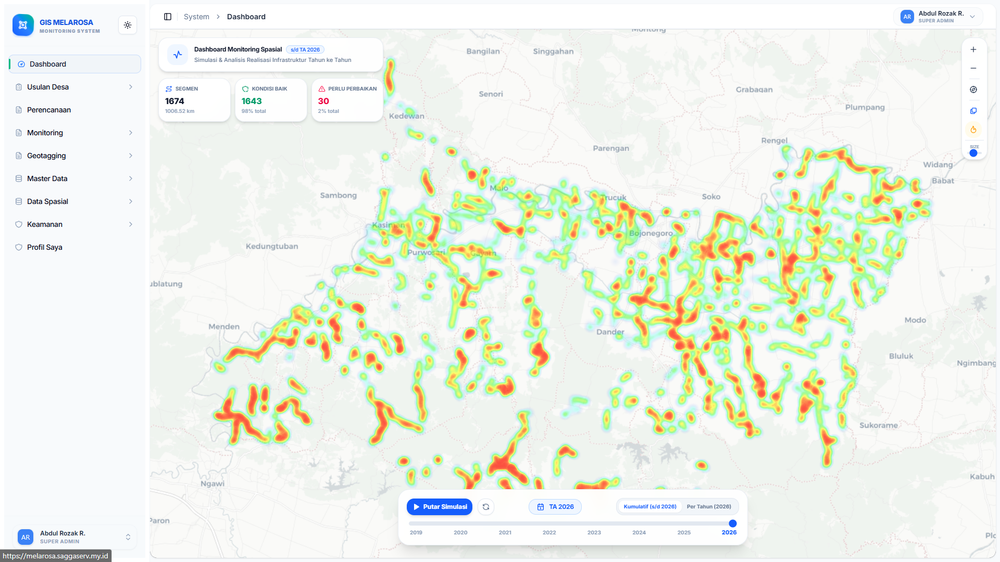 GIS MELAROSA
MONITORING SYSTEM
Dashboard
Usulan Desa
Perencanaan
Monitoring
Geotagging
Master Data
Data Spasial
Keamanan
Profil Saya
AR
Abdul Rozak R.
SUPER ADMIN
https://melarosa.saggaserv.my.id
System > Dashboard
AR
Abdul Rozak R.
SUPER ADMIN
Dashboard Monitoring Spasial s/d TA 2026
Simulasi & Analisis Realisasi Infrastruktur Tahun ke Tahun
SEGMEN
1674
1006.52 km
KONDISI BAIK
1643
98% total
PERLU PERBAIKAN
30
2% total
SIZE
Montong
Bangilan
Singgahan
Grabagan
Senori
Plumpang
Kedewan
Rengel
Parengan
Widang
Babat
Malo
Sambong
Trucuk
Soko
Kasiman
Bojonegoro
Kedungtuban
Purwosari
Gayam
ublatung
Menden
Dander
Modo
Bluluk
Ngimbang
Sukorame
Kabuh
Ngawi
Paron
Plo
Putar Simulasi
TA 2026
Kumulatif (s/d 2026)
Per Tahun (2026)
2019 2020 2021 2022 2023 2024 2025 2026